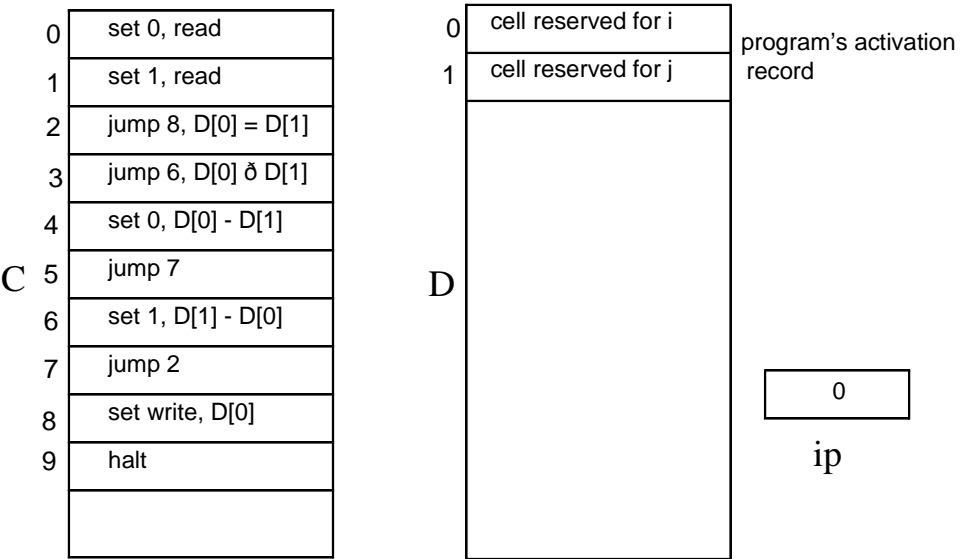 0 set 0, read
1 set 1, read
2 jump 8, D[0] = D[1]
3 jump 6, D[0] ð D[1]
4 set 0, D[0] - D[1]
C 5 jump 7
6 set 1, D[1] - D[0]
7 jump 2
8 set write, D[0]
9 halt
0 cell reserved for i
1 cell reserved for j
D
program's activation
record
0
ip